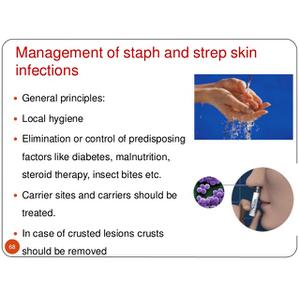 Management of staph and strep skin
infections
• General principles:
• Local hygiene
• Elimination or control of predisposing
factors like diabetes, malnutrition,
steroid therapy, insect bites etc.
• Carrier sites and carriers should be
treated.
• In case of crusted lesions crusts
should be removed
68